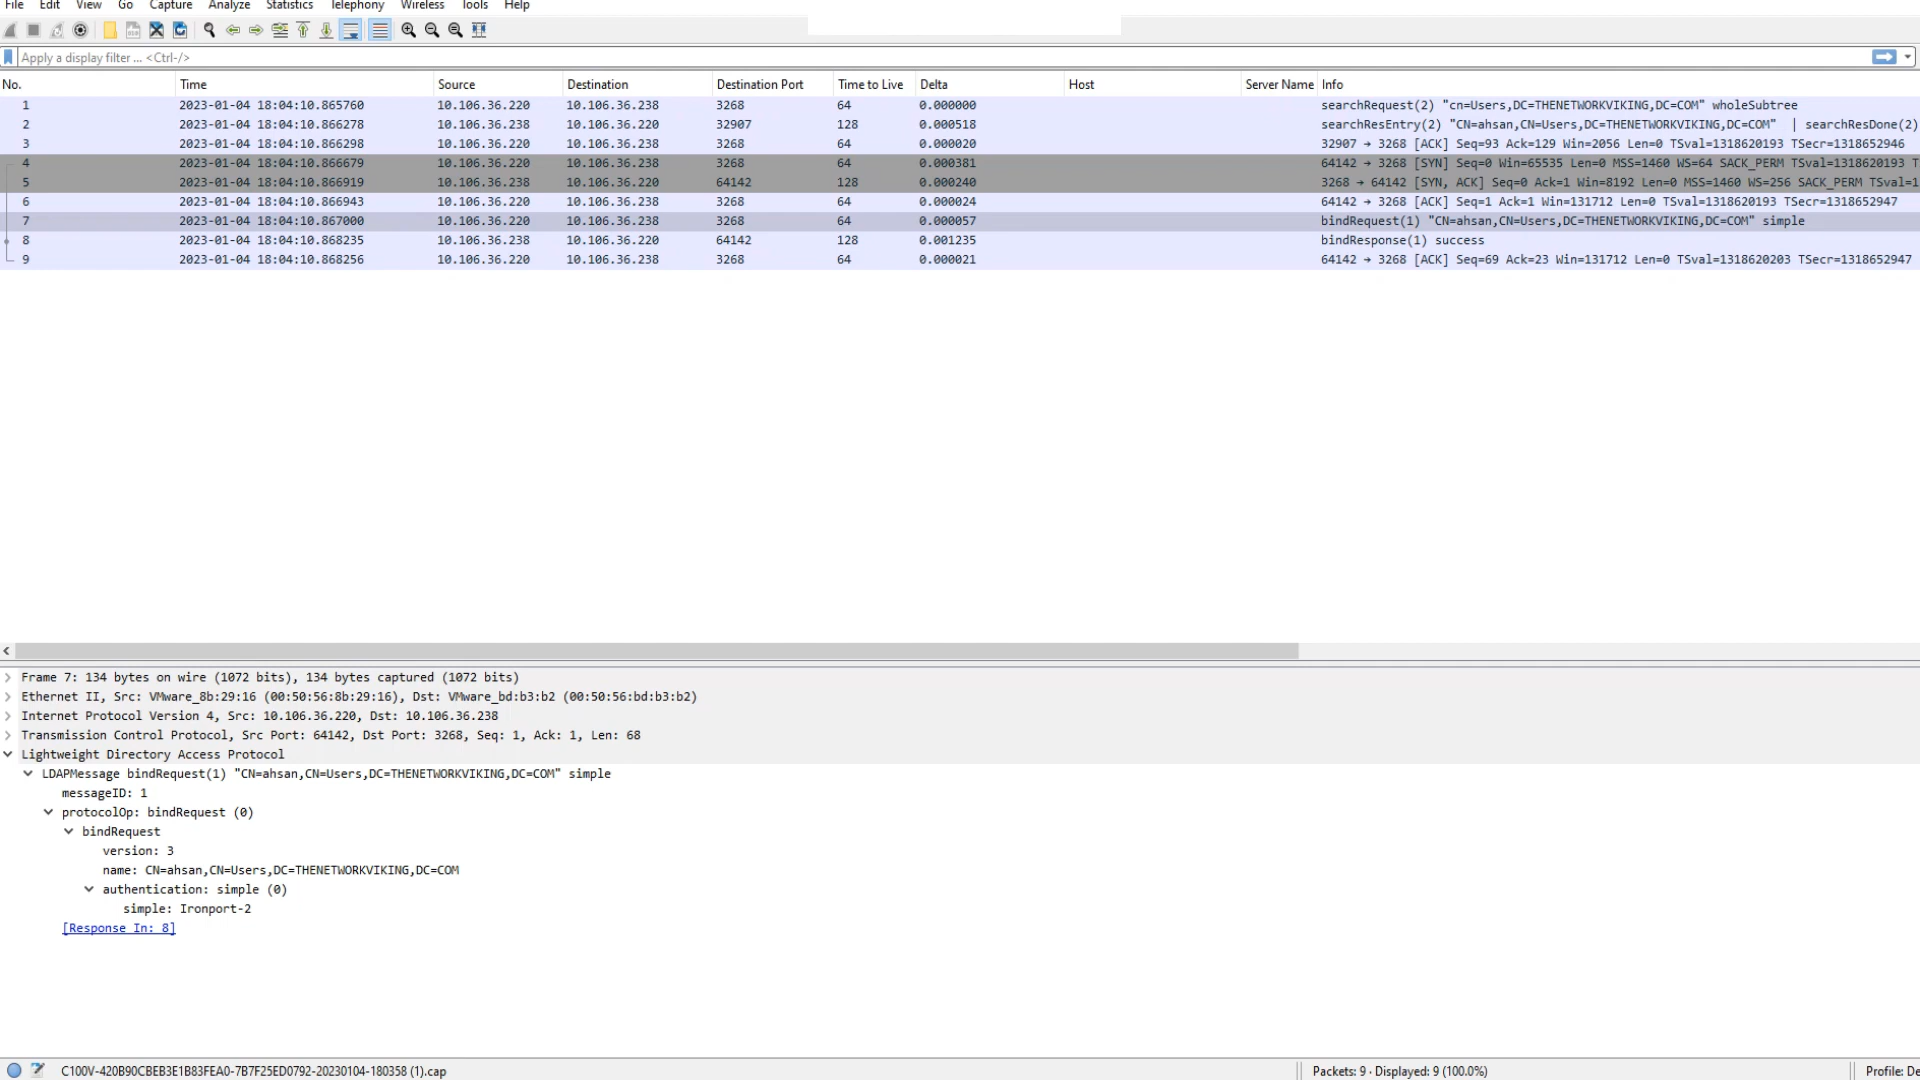 File Edit View Go Capture Analyze Statistics Telephony Wireless Tools Help
Apply a display filter ... <Ctrl-/>
No. Time Source Destination Destination Port Time to Live Delta Host Server Name Info
1 2023-01-04 18:04:10.865760 10.106.36.220 10.106.36.238 3268 64 0.000000 searchRequest(2) "cn=Users,DC=THENETWORKVIKING,DC=COM" wholeSubtree
2 2023-01-04 18:04:10.866278 10.106.36.238 10.106.36.220 32907 128 0.000518 searchResEntry(2) "CN=ahsan,CN=Users,DC=THENETWORKVIKING,DC=COM" | searchResDone(2)
3 2023-01-04 18:04:10.866298 10.106.36.220 10.106.36.238 3268 64 0.000020 32907 → 3268 [ACK] Seq=93 Ack=129 Win=2056 Len=0 TSval=1318620193 TSecr=1318652946
4 2023-01-04 18:04:10.866679 10.106.36.220 10.106.36.238 3268 64 0.000381 64142 → 3268 [SYN] Seq=0 Win=65535 Len=0 MSS=1460 WS=64 SACK_PERM TSval=1318620193 T
5 2023-01-04 18:04:10.866919 10.106.36.238 10.106.36.220 64142 128 0.000240 3268 → 64142 [SYN, ACK] Seq=0 Ack=1 Win=8192 Len=0 MSS=1460 WS=256 SACK_PERM TSval=1
6 2023-01-04 18:04:10.866943 10.106.36.220 10.106.36.238 3268 64 0.000024 64142 → 3268 [ACK] Seq=1 Ack=1 Win=131712 Len=0 TSval=1318620193 TSecr=1318652947
7 2023-01-04 18:04:10.867000 10.106.36.220 10.106.36.238 3268 64 0.000057 bindRequest(1) "CN=ahsan,CN=Users,DC=THENETWORKVIKING,DC=COM" simple
8 2023-01-04 18:04:10.868235 10.106.36.238 10.106.36.220 64142 128 0.001235 bindResponse(1) success
9 2023-01-04 18:04:10.868256 10.106.36.220 10.106.36.238 3268 64 0.000021 64142 → 3268 [ACK] Seq=69 Ack=23 Win=131712 Len=0 TSval=1318620203 TSecr=1318652947
Frame 7: 134 bytes on wire (1072 bits), 134 bytes captured (1072 bits)
Ethernet II, Src: VMware_8b:29:16 (00:50:56:8b:29:16), Dst: VMware_bd:b3:b2 (00:50:56:bd:b3:b2)
Internet Protocol Version 4, Src: 10.106.36.220, Dst: 10.106.36.238
Transmission Control Protocol, Src Port: 64142, Dst Port: 3268, Seq: 1, Ack: 1, Len: 68
Lightweight Directory Access Protocol
LDAPMessage bindRequest(1) "CN=ahsan,CN=Users,DC=THENETWORKVIKING,DC=COM" simple
messageID: 1
protocolOp: bindRequest (0)
bindRequest
version: 3
name: CN=ahsan,CN=Users,DC=THENETWORKVIKING,DC=COM
authentication: simple (0)
simple: Ironport-2
[Response In: 8]
C100V-420B90CBEB3E1B83FEA0-7B7F25ED0792-20230104-180358 (1).cap Packets: 9 · Displayed: 9 (100.0%) Profile: De